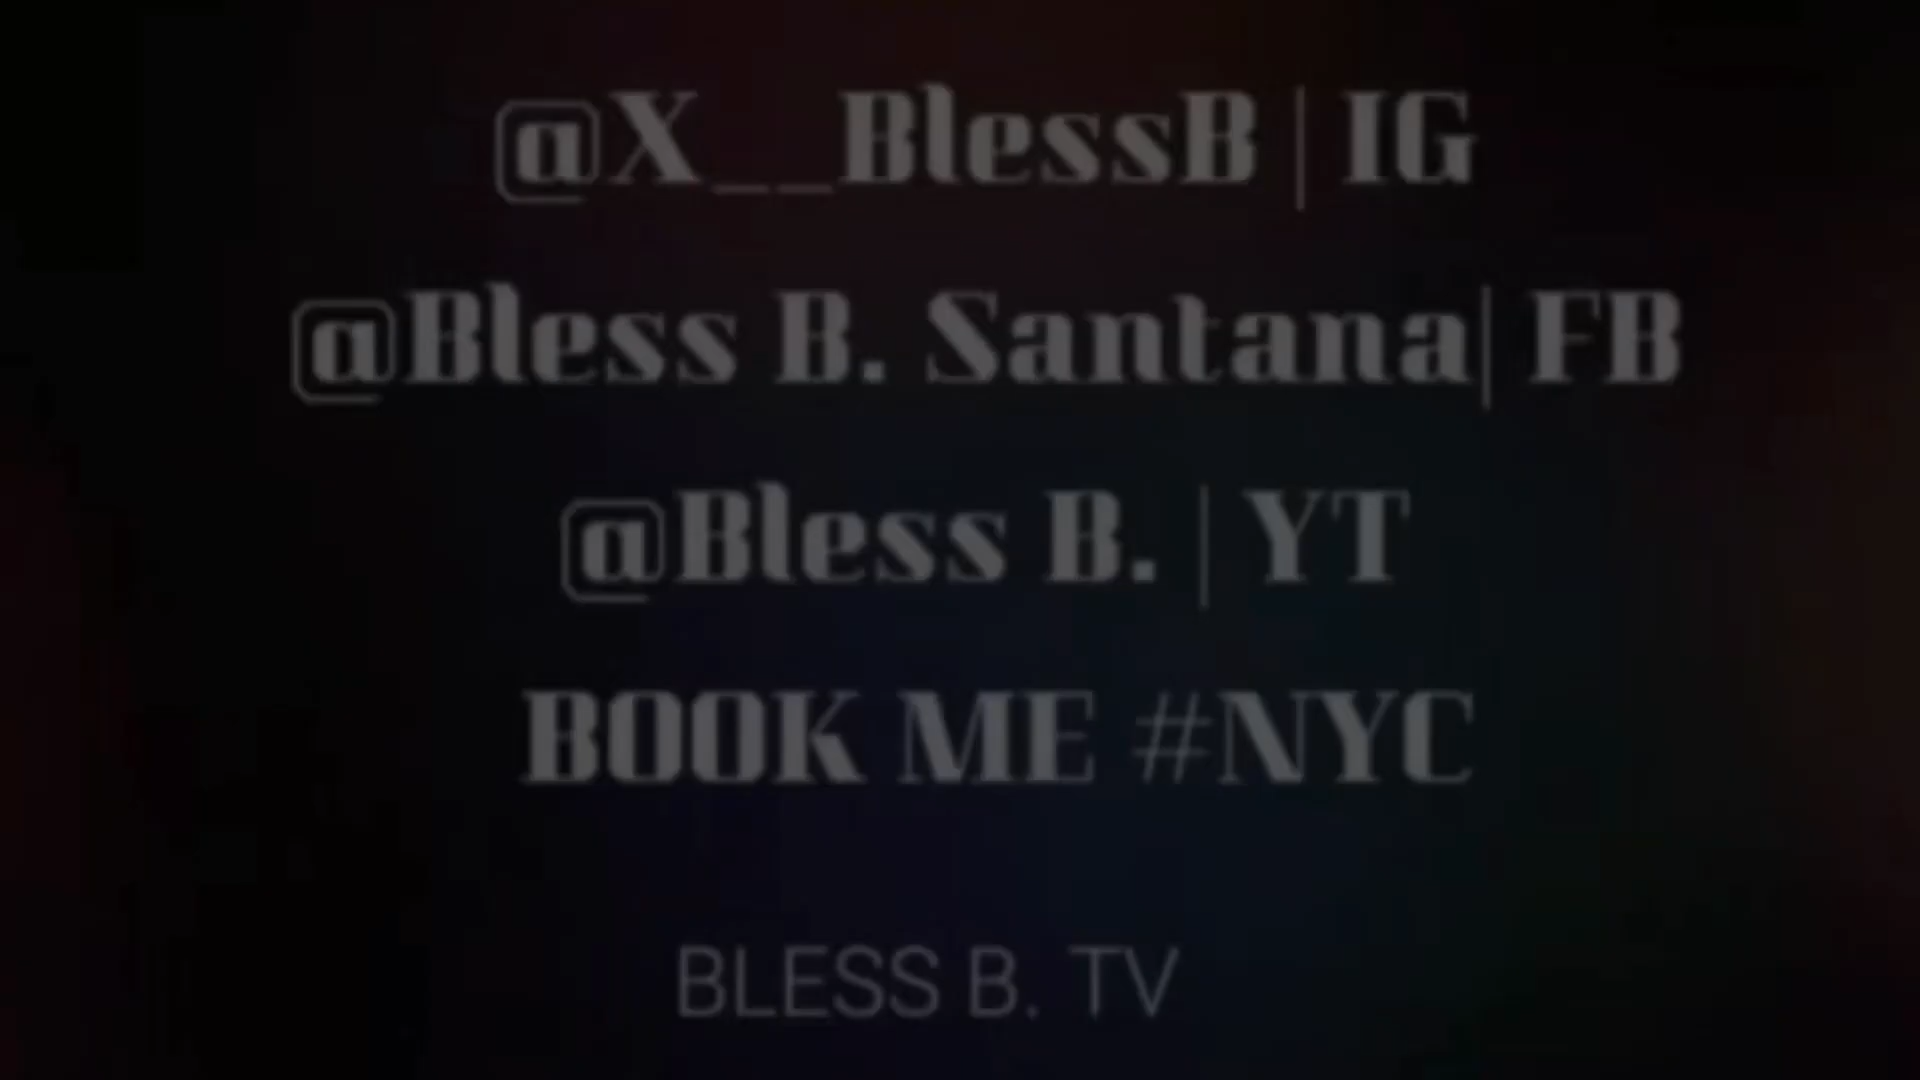 @X__BlessB | IG
@Bless B. Santana| FB
@Bless B. | YT
BOOK ME #NYC
BLESS B. TV